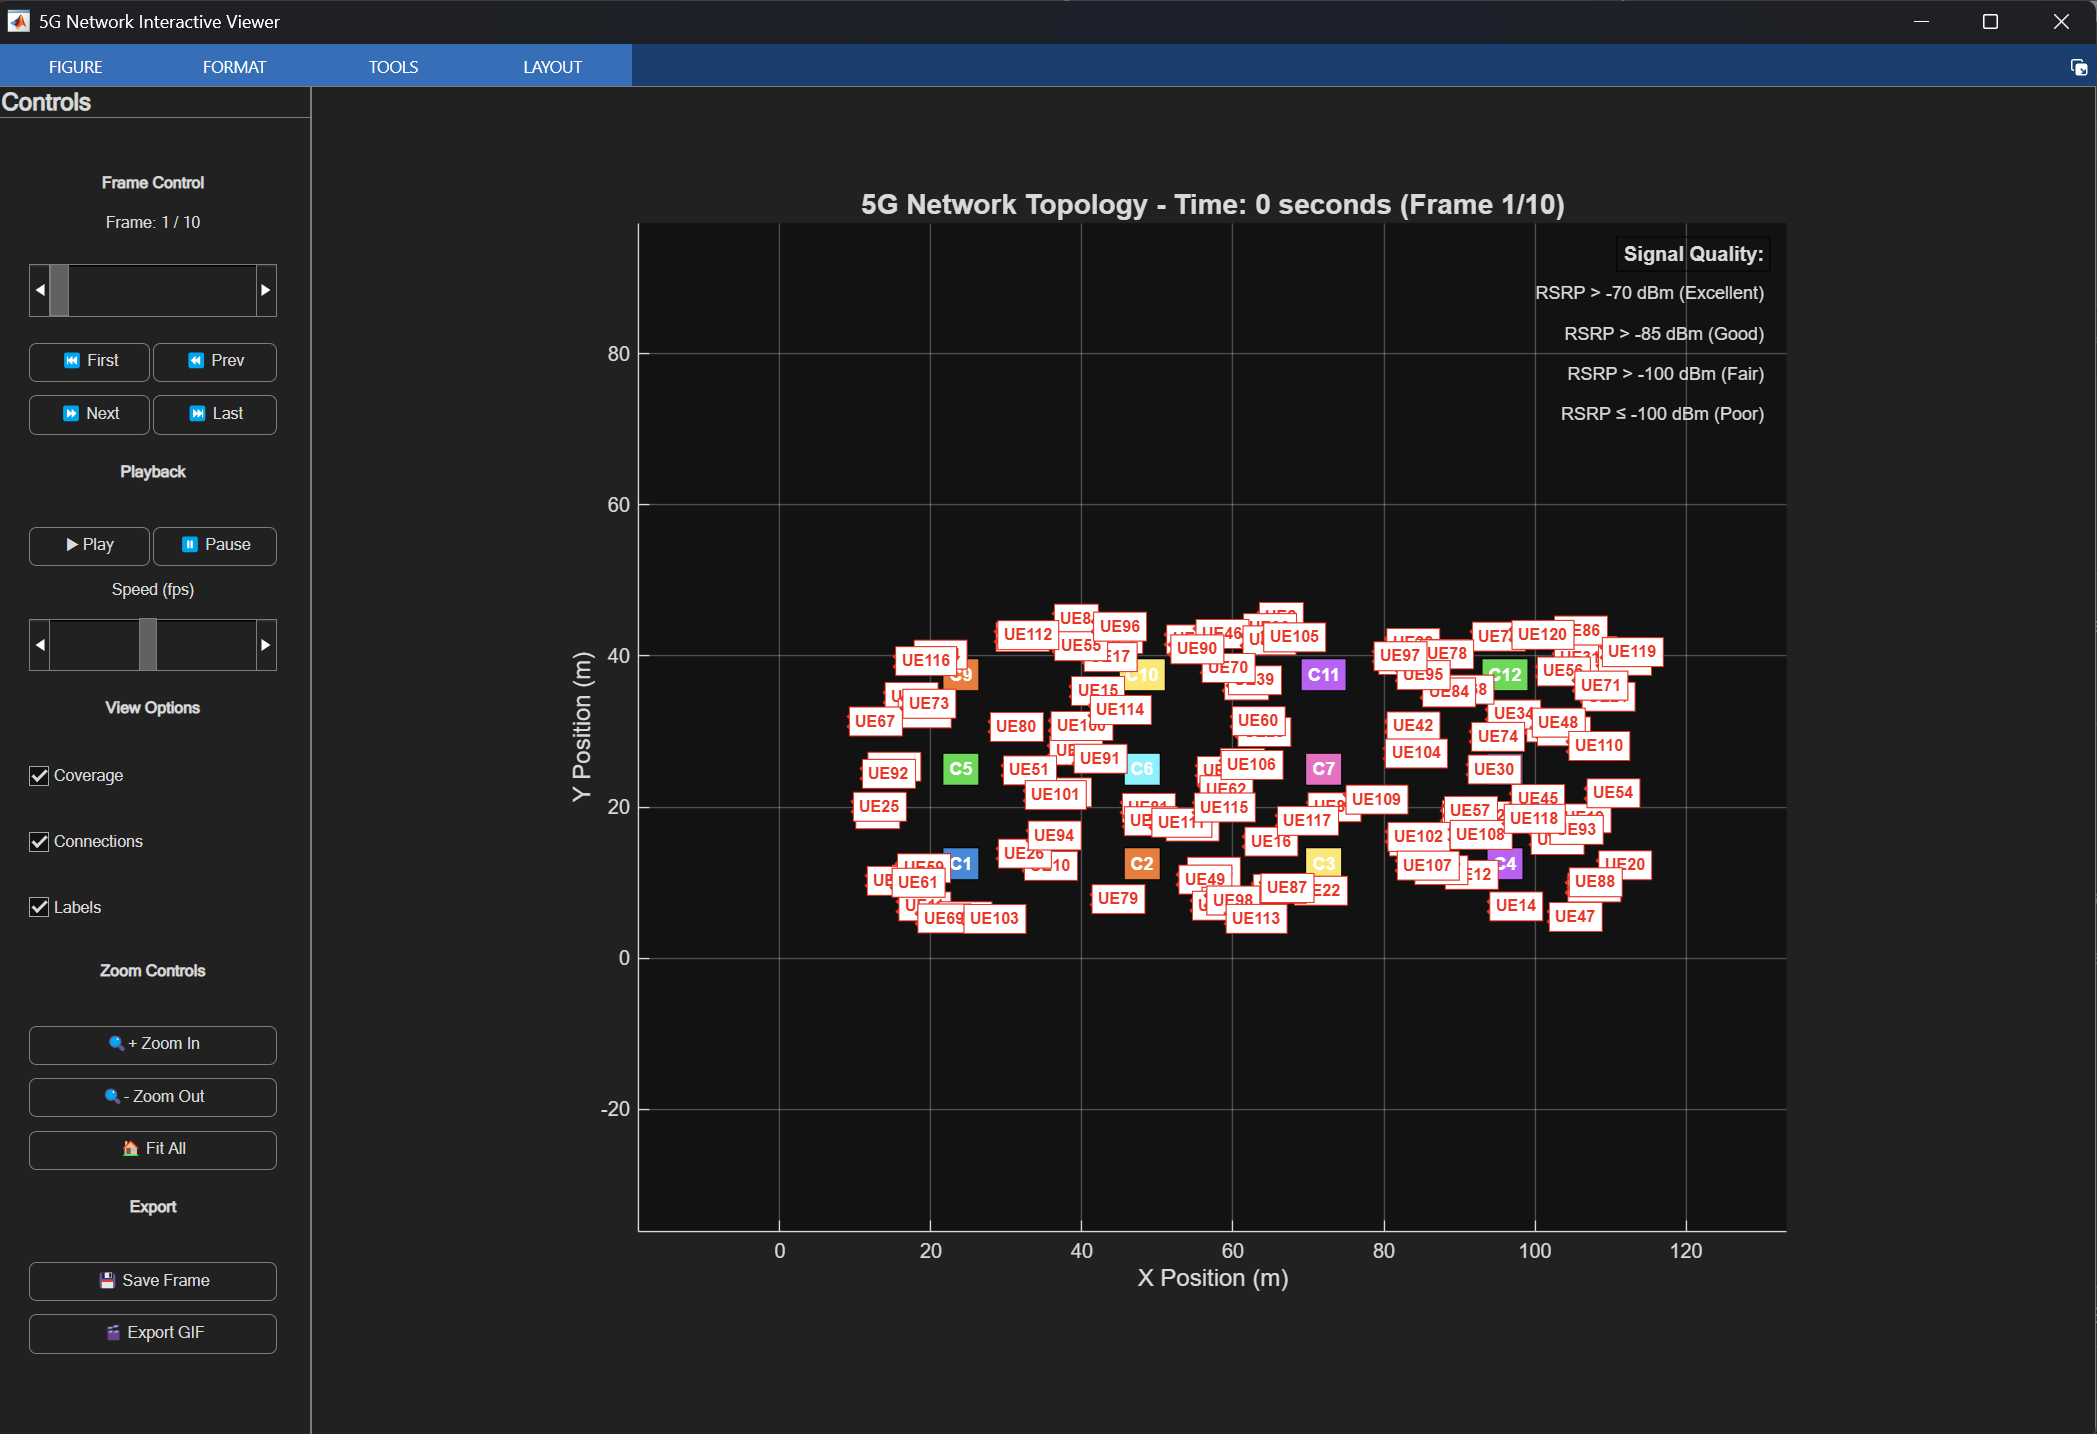 5G Network Interactive Viewer
FIGURE FORMAT TOOLS LAYOUT
Controls
Frame Control
Frame: 1 / 10
First Prev
Next Last
Playback
Play Pause
Speed (fps)
View Options
Coverage
Connections
Labels
Zoom Controls
+ Zoom In
- Zoom Out
Fit All
Export
Save Frame
Export GIF
5G Network Topology - Time: 0 seconds (Frame 1/10)
Signal Quality:
RSRP > -70 dBm (Excellent)
RSRP > -85 dBm (Good)
RSRP > -100 dBm (Fair)
RSRP ≤ -100 dBm (Poor)
80
60
40
20
0
-20
Y Position (m)
UE96
UE112
UE55
UE46
UE105
UE90
UE120
UE119
UE116
UE70
UE97
UE78
UE95
UE56
C11
C12
UE71
UE15
UE84
UE73
UE114
UE67
UE80
UE60
UE42
UE34
UE48
UE74
UE110
UE104
UE91
UE92
C5
UE51
C6
UE106
C7
UE30
UE101
UE62
UE25
UE115
UE109
UE57
UE45
UE54
UE117
UE118
UE94
UE16
UE102
UE108
UE26
C1
C2
C3
C4
UE20
UE59
UE61
UE49
UE87
UE107
UE88
UE79
UE98
UE14
UE69
UE103
UE113
UE47
0 20 40 60 80 100 120
X Position (m)